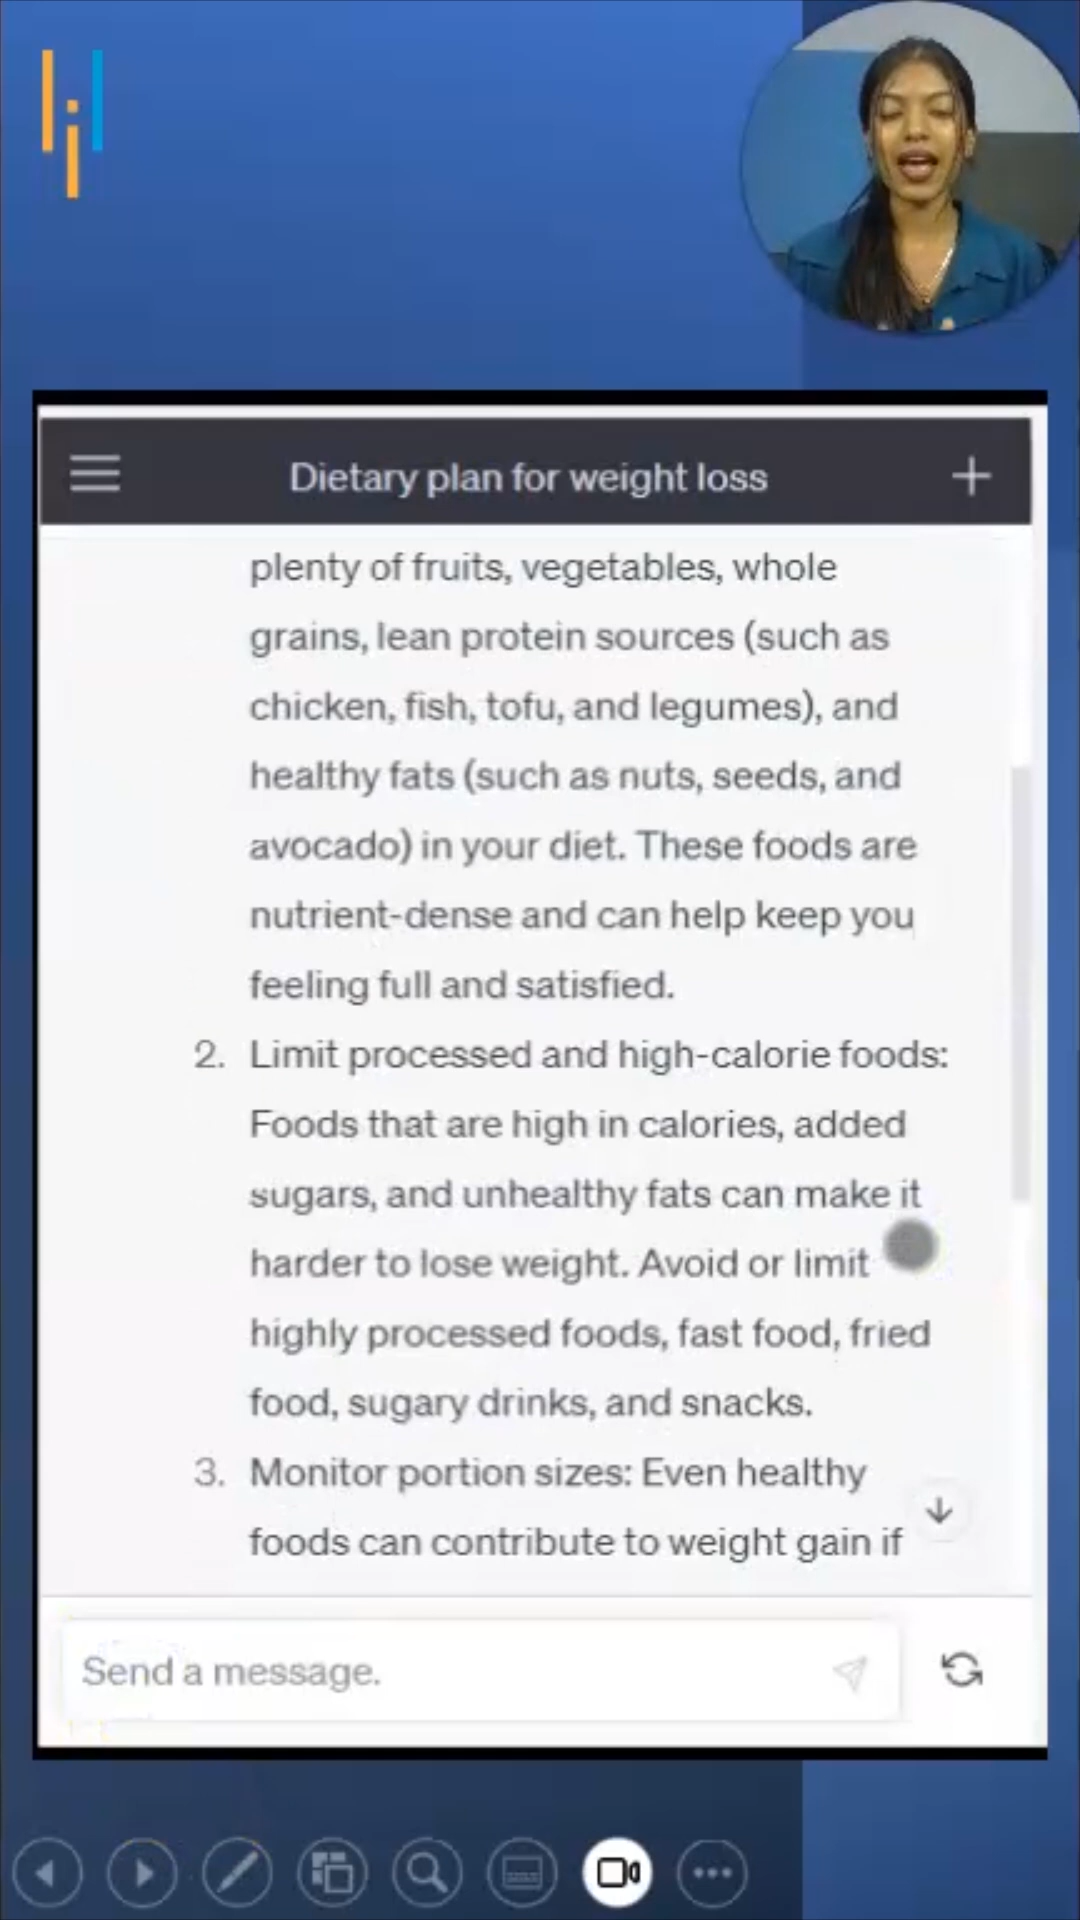 Dietary plan for weight loss
plenty of fruits, vegetables, whole
grains, lean protein sources (such as
chicken, fish, tofu, and legumes), and
healthy fats (such as nuts, seeds, and
avocado) in your diet. These foods are
nutrient-dense and can help keep you
feeling full and satisfied.
2. Limit processed and high-calorie foods:
Foods that are high in calories, added
sugars, and unhealthy fats can make it
harder to lose weight. Avoid or limit
highly processed foods, fast food, fried
food, sugary drinks, and snacks.
3. Monitor portion sizes: Even healthy
foods can contribute to weight gain if
Send a message.